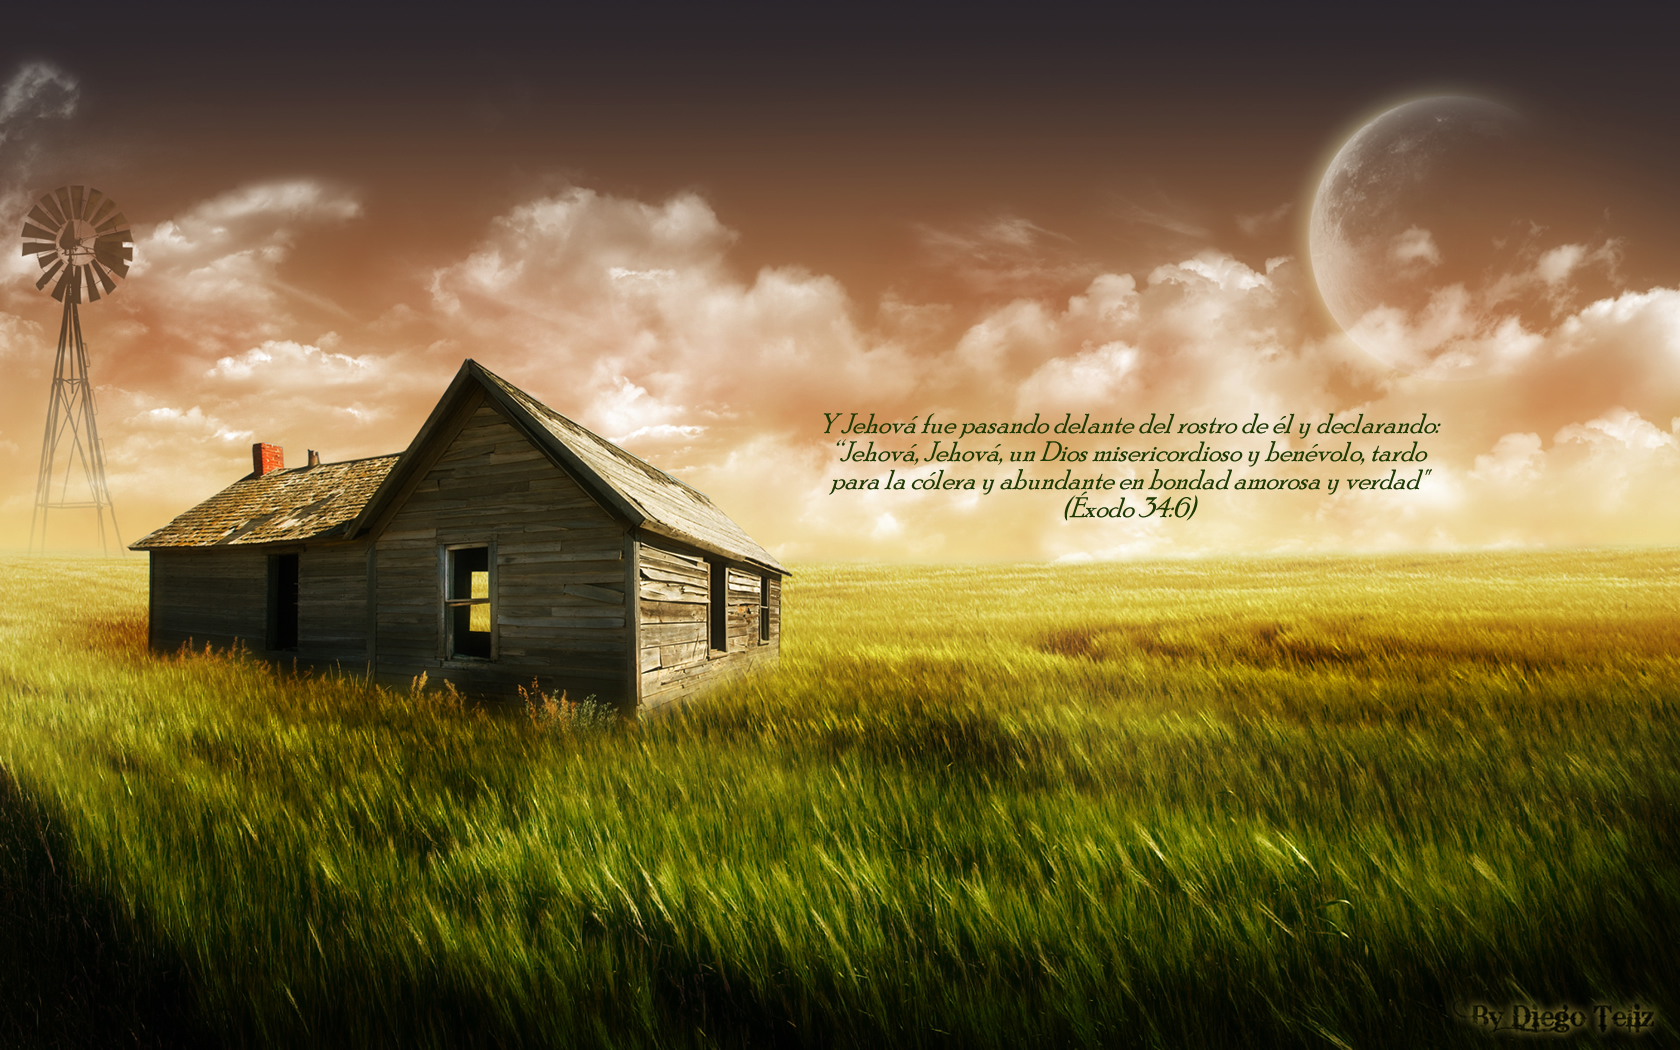 Y Jehová fue pasando delante del rostro de él y declarando:
“Jehová, Jehová, un Dios misericordioso y benévolo, tardo
para la cólera y abundante en bondad amorosa y verdad"
(Éxodo 34:6)
By Diego Teliz